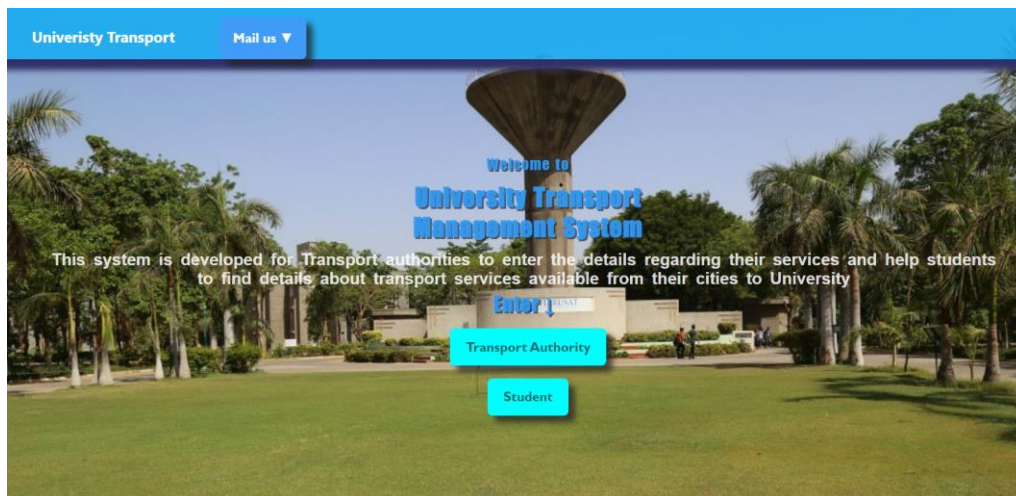 Univeristy Transport
Mail us ▼
Welcome to
University Transport
Management System
This system is developed for Transport authorities to enter the details regarding their services and help students
to find details about transport services available from their cities to University
Enter ↓
Transport Authority
Student